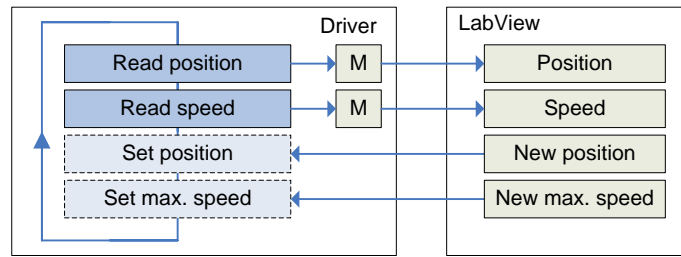 Driver
LabView
Read position
M
Position
Read speed
M
Speed
Set position
New position
Set max. speed
New max. speed